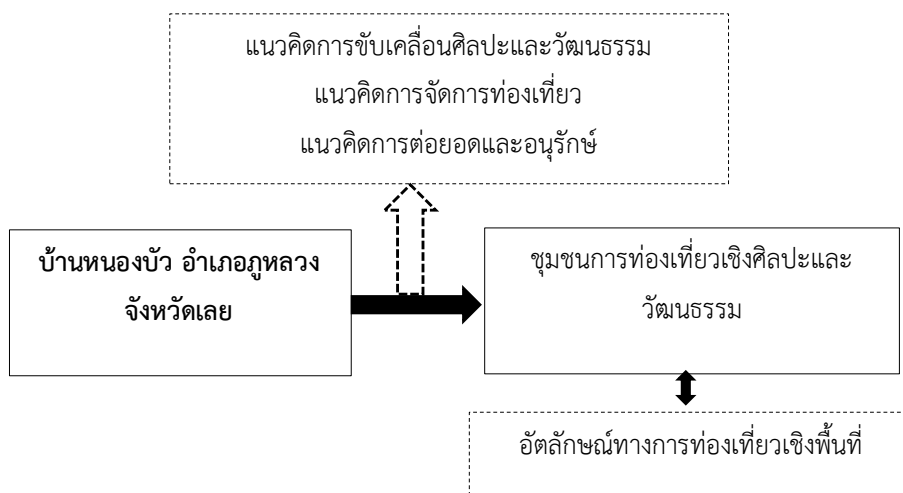 แนวคิดการขับเคลื่อนศิลปะและวัฒนธรรม
แนวคิดการจัดการท่องเที่ยว
แนวคิดการต่อยอดและอนุรักษ์
บ้านหนองบัว อำเภอภูหลวง
จังหวัดเลย
ชุมชนการท่องเที่ยวเชิงศิลปะและ
วัฒนธรรม
อัตลักษณ์ทางการท่องเที่ยวเชิงพื้นที่